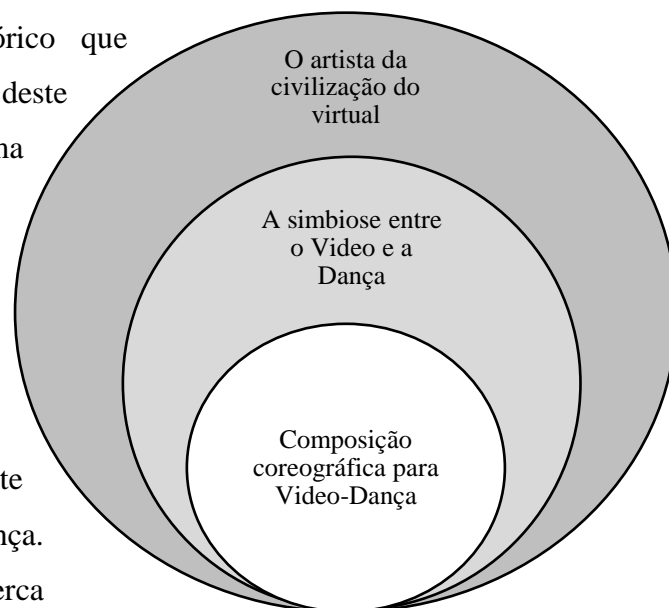 órico que
deste
na
te
nça.
erca
O artista da
civilização do
virtual
A simbiose entre
o Video e a
Dança
Composição
coreográfica para
Video-Dança